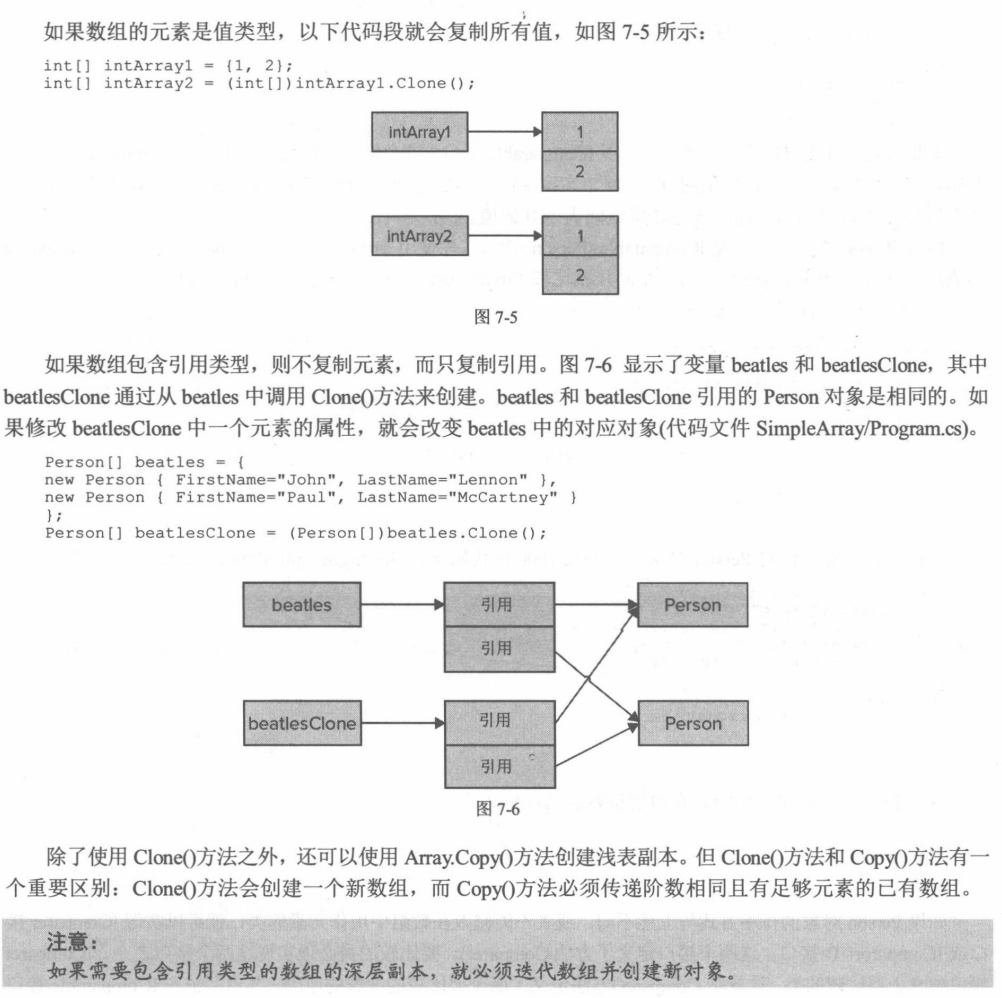 如果数组的元素是值类型，以下代码段就会复制所有值，如图 7-5 所示：
int[] intArray1 = {1, 2};
int[] intArray2 = (int[])intArray1.Clone();
intArray1
1
2
intArray2
1
2
图 7-5
如果数组包含引用类型，则不复制元素，而只复制引用。图 7-6 显示了变量 beatles 和 beatlesClone，其中
beatlesClone 通过从 beatles 中调用 Clone()方法来创建。beatles 和 beatlesClone 引用的 Person 对象是相同的。如
果修改 beatlesClone 中一个元素的属性，就会改变 beatles 中的对应对象(代码文件 SimpleArray/Program.cs)。
Person[] beatles = {
new Person { FirstName="John", LastName="Lennon" },
new Person { FirstName="Paul", LastName="McCartney" }
};
Person[] beatlesClone = (Person[])beatles.Clone();
beatles
引用
Person
引用
beatlesClone
引用
Person
引用
图 7-6
除了使用 Clone()方法之外，还可以使用 Array.Copy()方法创建浅表副本。但 Clone()方法和 Copy()方法有一
个重要区别：Clone()方法会创建一个新数组，而 Copy()方法必须传递阶数相同且有足够元素的已有数组。
注意：
如果需要包含引用类型的数组的深层副本，就必须迭代数组并创建新对象。